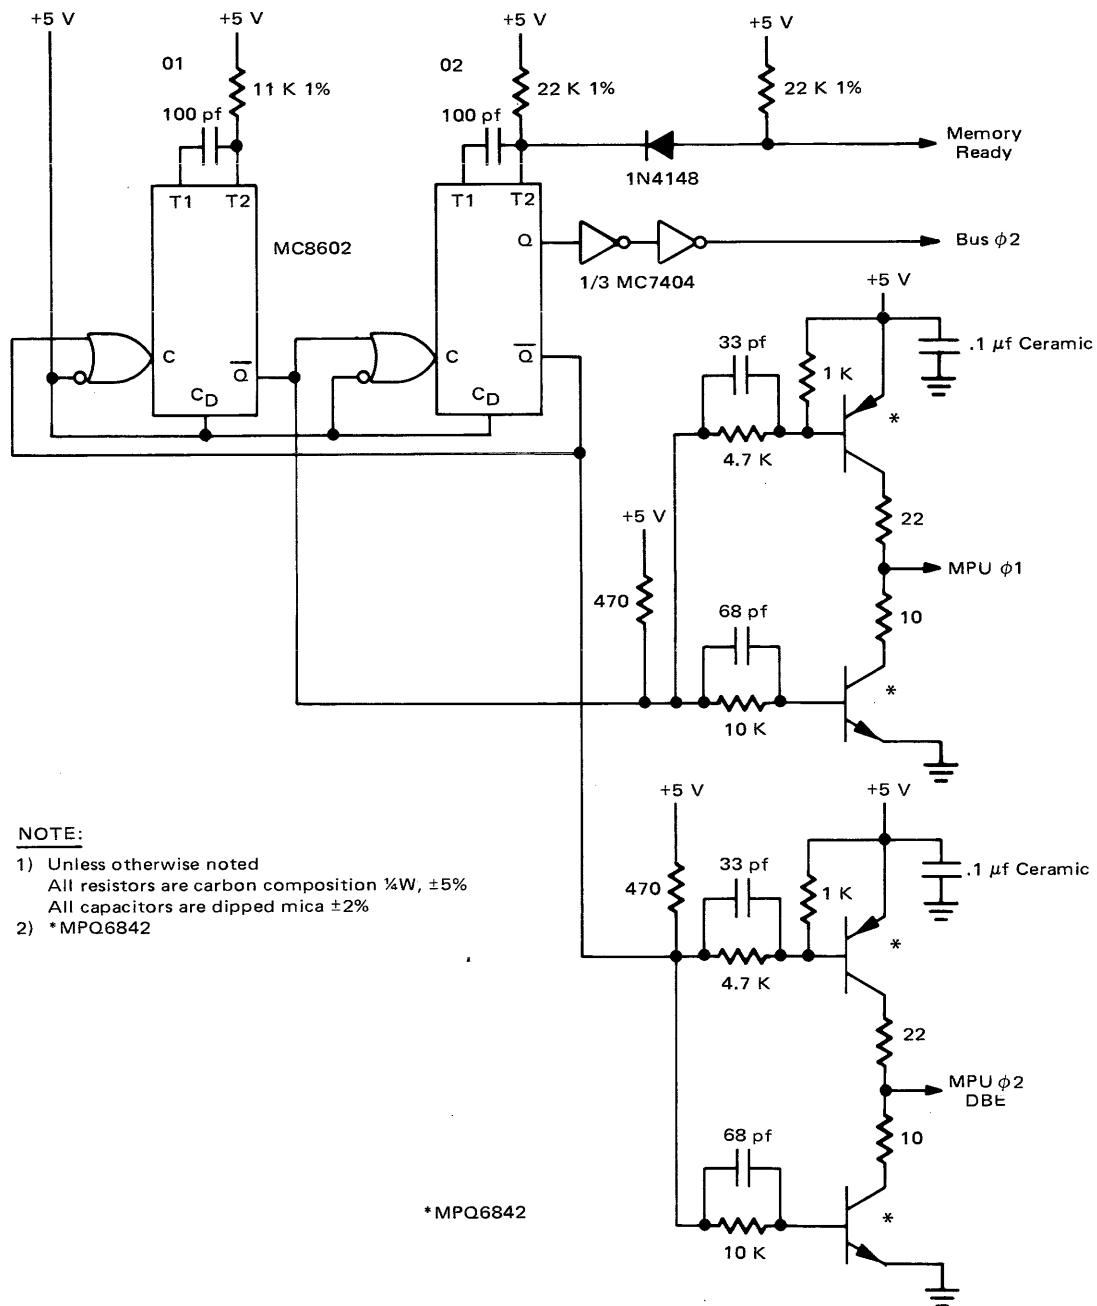 +5 V
+5 V
+5 V
+5 V
01
11 K 1%
02
22 K 1%
22 K 1%
100 pf
100 pf
Memory
Ready
1N4148
T1 T2
T1 T2
MC8602
Q
Bus ϕ2
1/3 MC7404
+5 V
C
Q̅
CD
C
Q̅
CD
33 pf
1 K
.1 μf Ceramic
*
4.7 K
22
+5 V
MPU ϕ1
470
68 pf
10
*
10 K
+5 V
+5 V
NOTE:
1) Unless otherwise noted
All resistors are carbon composition ¼W, ±5%
All capacitors are dipped mica ±2%
2) *MPQ6842
470
33 pf
1 K
.1 μf Ceramic
*
4.7 K
22
MPU ϕ2
DBE
10
68 pf
*
*MPQ6842
10 K